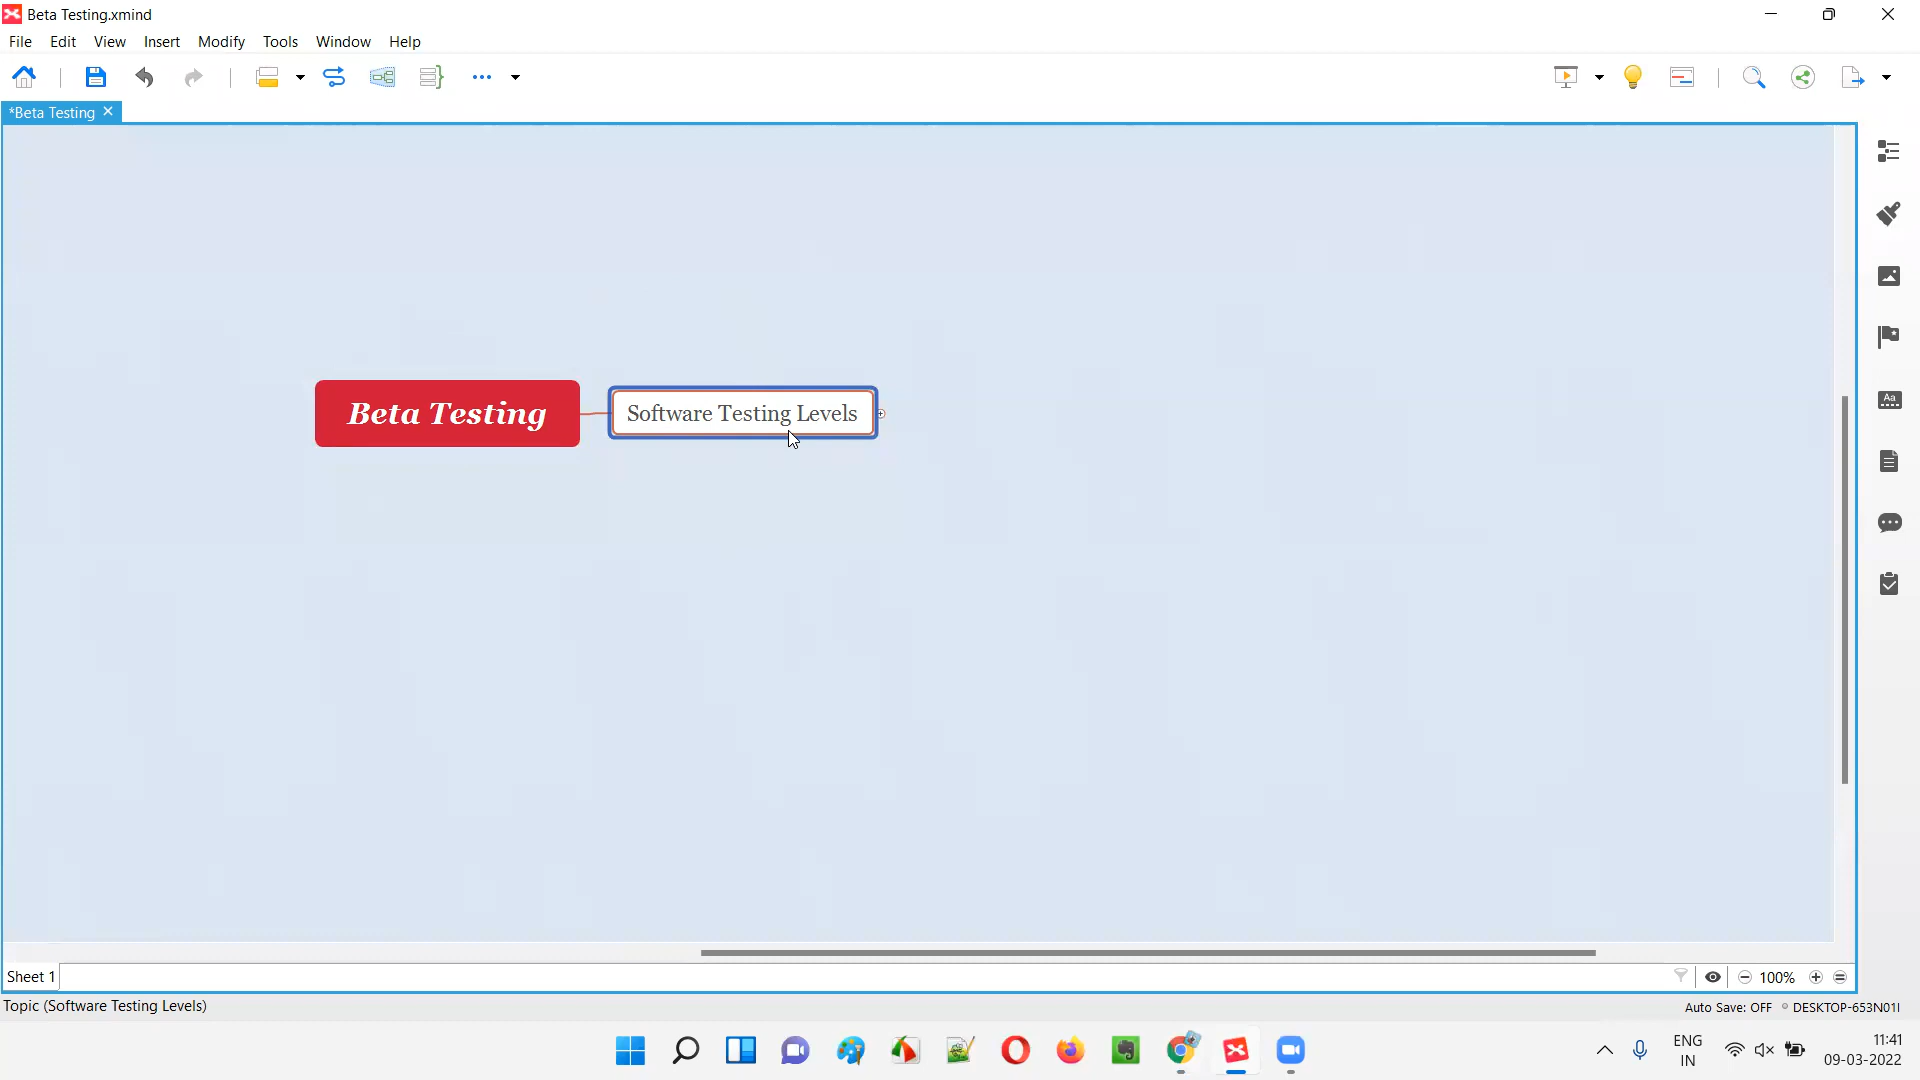 Beta Testing.xmind
File Edit View Insert Modify Tools Window Help
*Beta Testing
Beta Testing
Software Testing Levels
Aa
Sheet 1
100%
Topic (Software Testing Levels)
Auto Save: OFF
DESKTOP-653N01I
ENG
IN
11:41
09-03-2022